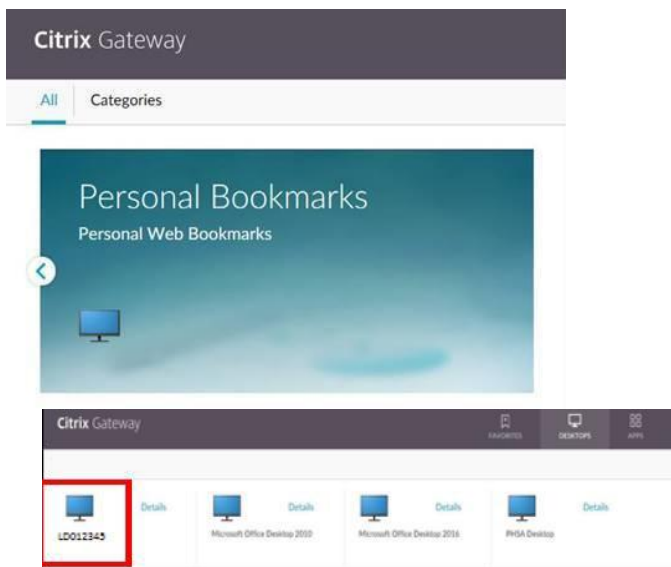 Citrix Gateway
All Categories
Personal Bookmarks
Personal Web Bookmarks
Citrix Gateway
FAVORITES DESKTOPS APPS
Details Details Details Details
LD012345 Microsoft Office Desktop 2010 Microsoft Office Desktop 2016 PHSA Desktop